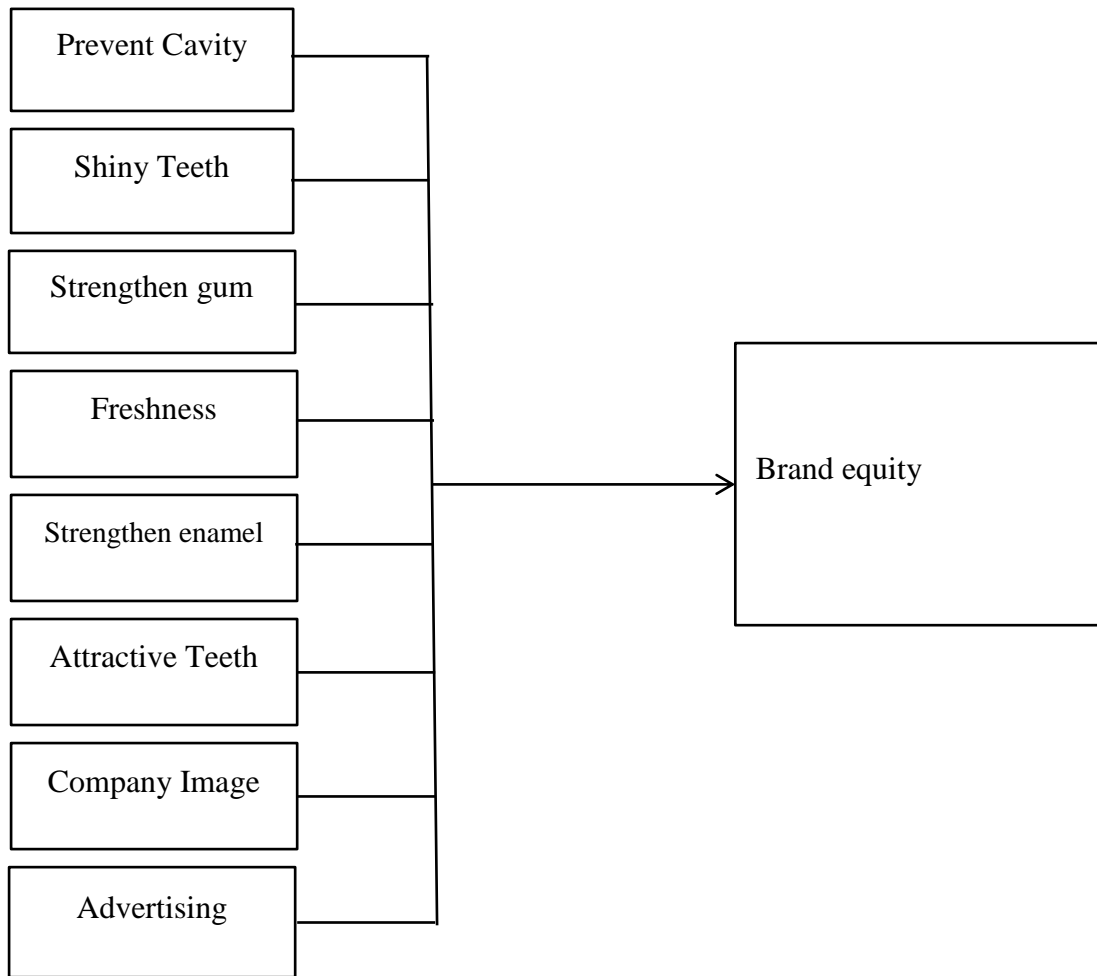 Prevent Cavity
Shiny Teeth
Strengthen gum
Freshness
Strengthen enamel
Attractive Teeth
Company Image
Advertising
Brand equity